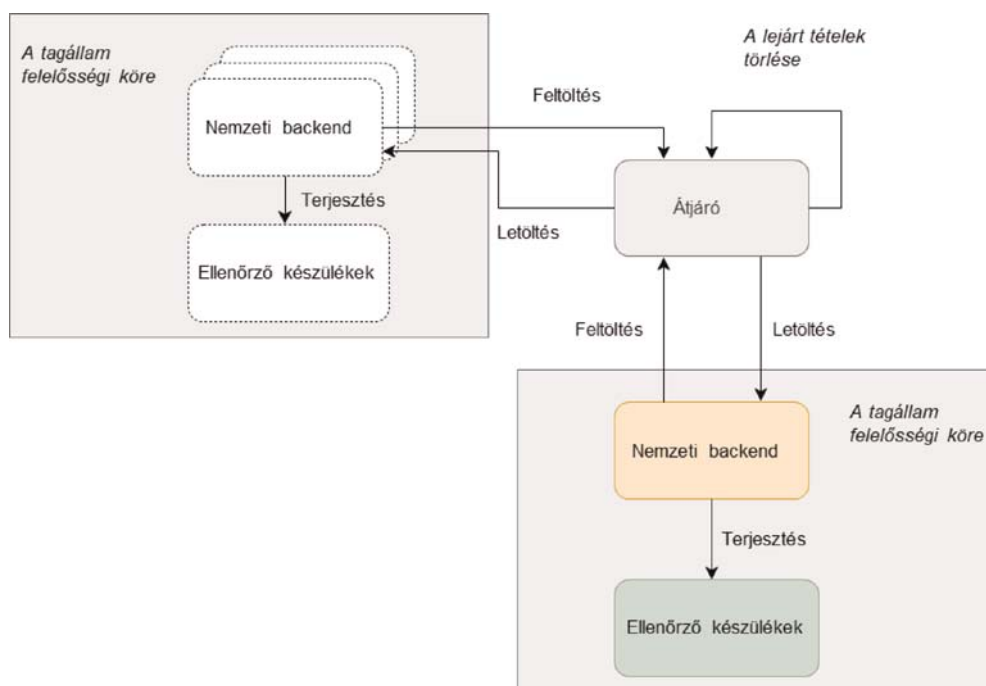 A tagállam
felelősségi köre
Nemzeti backend
Terjesztés
Ellenőrző készülékek
Feltöltés
Letöltés
A lejárt tételek
törlése
Átjáró
Feltöltés
Letöltés
A tagállam
felelősségi köre
Nemzeti backend
Terjesztés
Ellenőrző készülékek